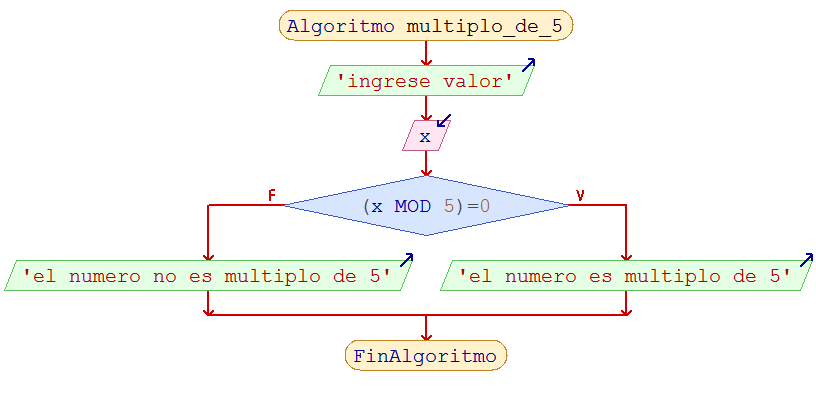 Algoritmo multiplo_de_5
'ingrese valor'
x
F
V
(x MOD 5)=0
'el numero no es multiplo de 5'
'el numero es multiplo de 5'
FinAlgoritmo